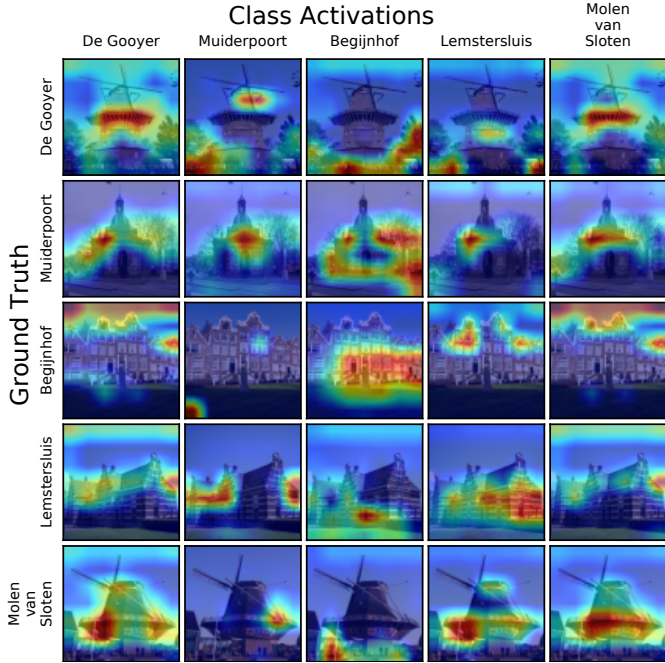 Class Activations
De Gooyer
Muiderpoort
Begijnhof
Lemstersluis
Molen
van
Sloten
Ground Truth
De Gooyer
Muiderpoort
Begijnhof
Lemstersluis
Molen
van
Sloten